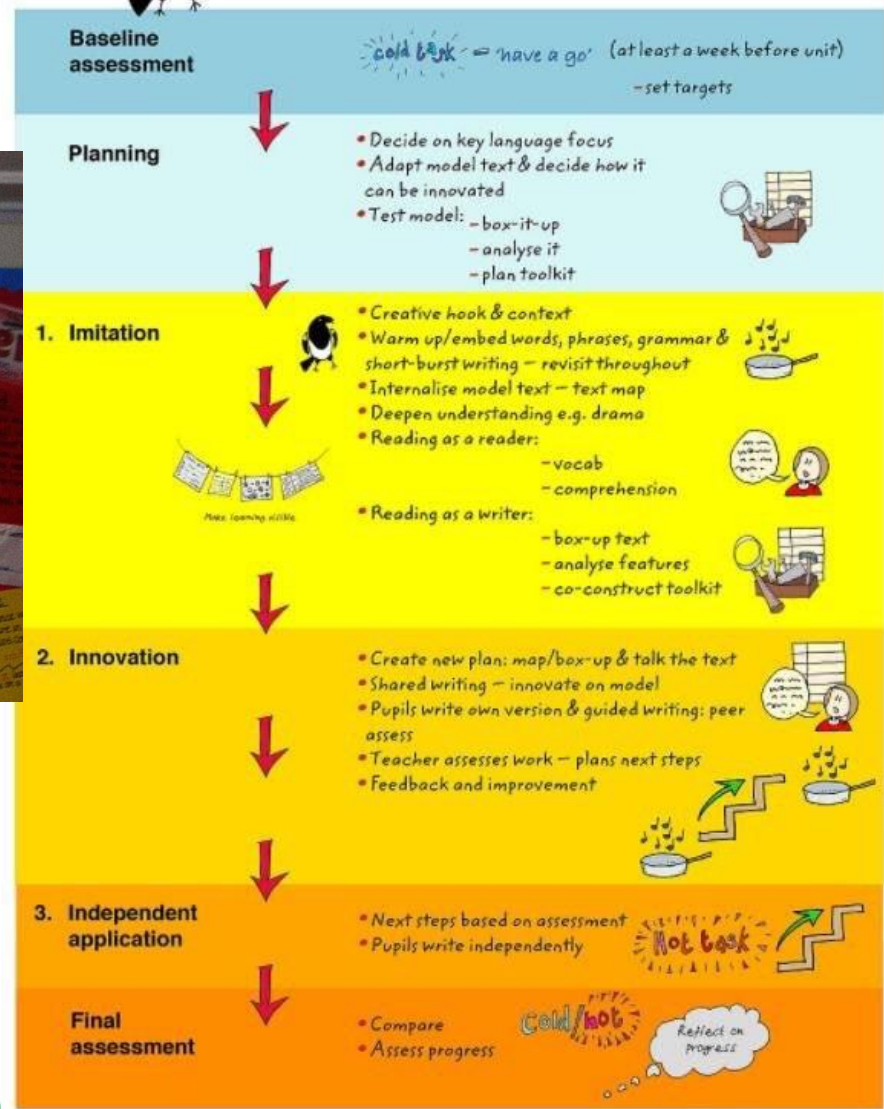 Baseline
assessment
cold task = 'have a go' (at least a week before unit)
-set targets
Planning
• Decide on key language focus
• Adapt model text & decide how it
can be innovated
• Test model: -box-it-up
-analyse it
-plan toolkit
1. Imitation
• Creative hook & context
• Warm up/embed words, phrases, grammar &
short-burst writing – revisit throughout
• Internalise model text – text map
• Deepen understanding e.g. drama
• Reading as a reader:
-vocab
-comprehension
Make learning visible
• Reading as a writer:
-box-up text
-analyse features
-co-construct toolkit
2. Innovation
• Create new plan: map/box-up & talk the text
• Shared writing – innovate on model
• Pupils write own version & guided writing: peer
assess
• Teacher assesses work – plans next steps
• Feedback and improvement
3. Independent
application
• Next steps based on assessment
• Pupils write independently
Hot task
Final
assessment
• Compare
• Assess progress
Cold/hot
Reflect on
progress